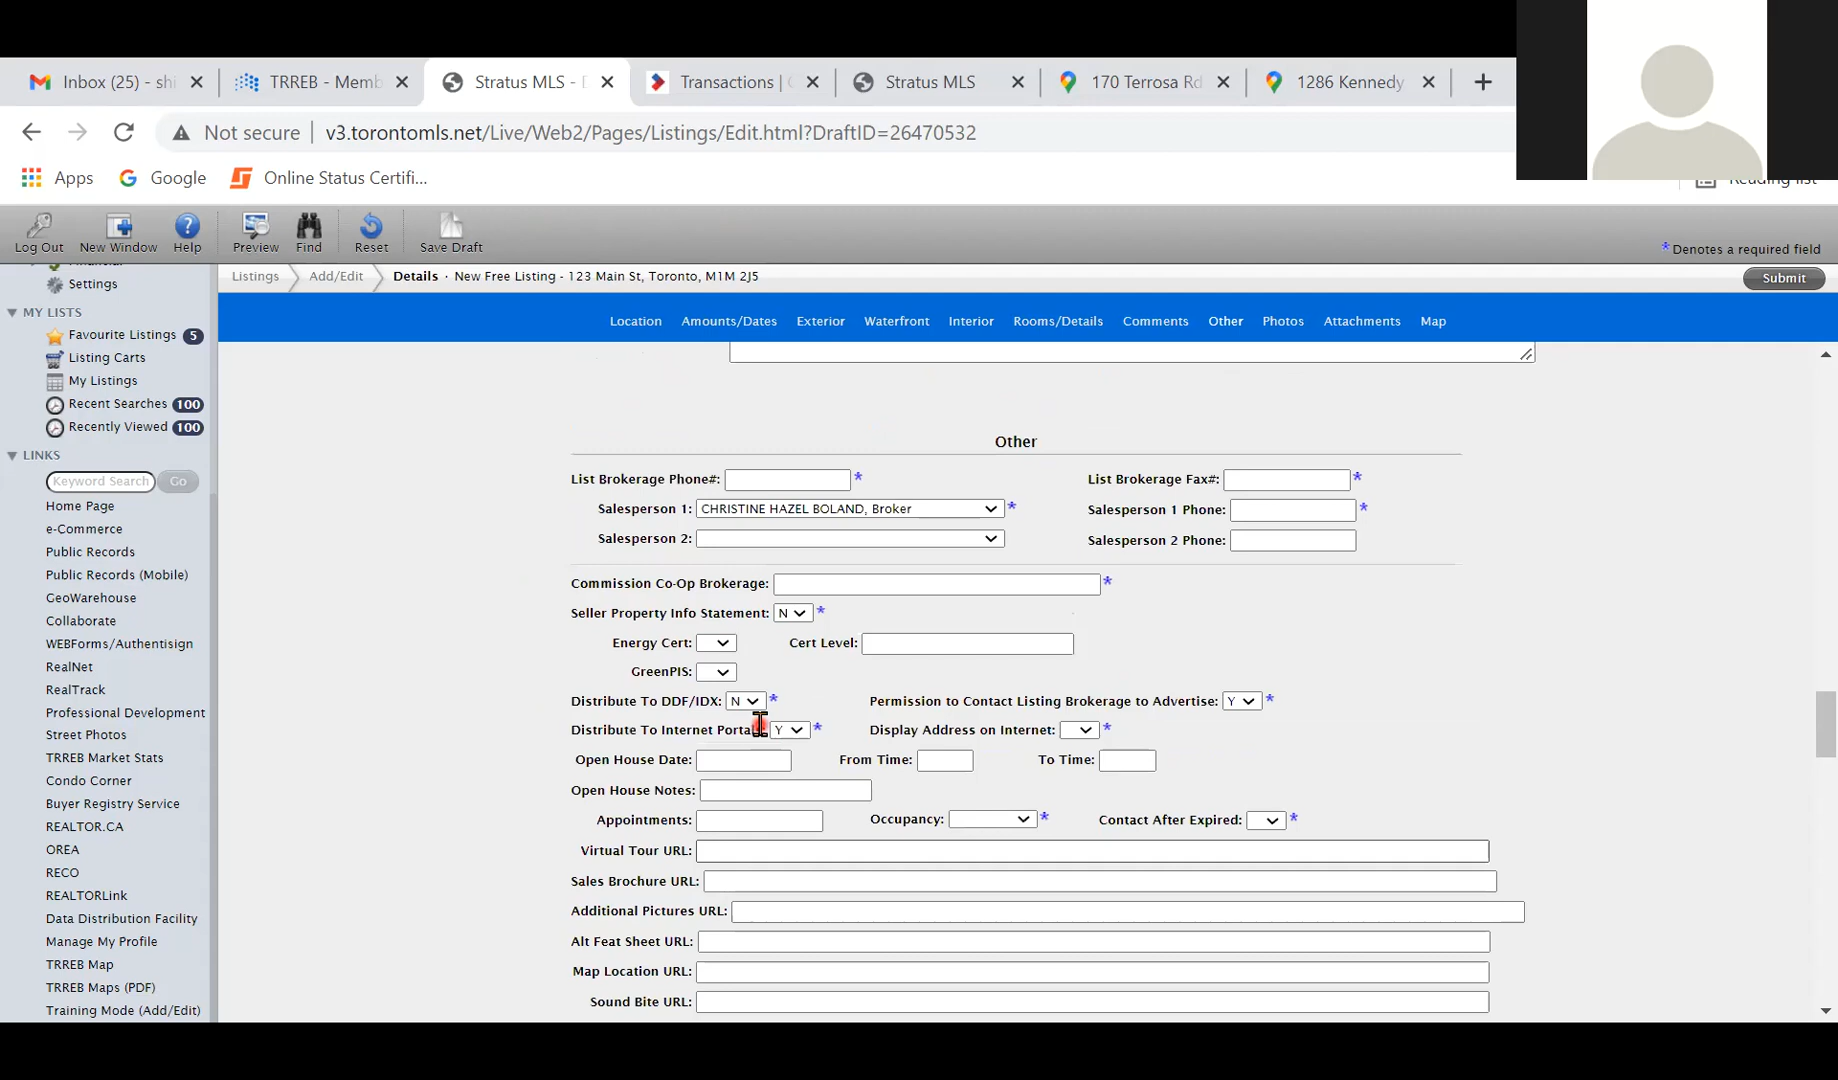 Inbox (25) - shi
TRREB - Memb
Stratus MLS - D
Transactions | C
Stratus MLS
170 Terrosa Rd
1286 Kennedy
Not secure v3.torontomls.net/Live/Web2/Pages/Listings/Edit.html?DraftID=26470532
Apps
Google
Online Status Certifi...
Reading list
Log Out
New Window
Help
Preview
Find
Reset
Save Draft
* Denotes a required field
Listings Add/Edit Details · New Free Listing - 123 Main St, Toronto, M1M 2J5
Submit
Location Amounts/Dates Exterior Waterfront Interior Rooms/Details Comments Other Photos Attachments Map
Financial
Settings
MY LISTS
Favourite Listings 5
Listing Carts
My Listings
Recent Searches 100
Recently Viewed 100
LINKS
Keyword Search Go
Home Page
e-Commerce
Public Records
Public Records (Mobile)
GeoWarehouse
Collaborate
WEBForms/Authentisign
RealNet
RealTrack
Professional Development
Street Photos
TRREB Market Stats
Condo Corner
Buyer Registry Service
REALTOR.CA
OREA
RECO
REALTORLink
Data Distribution Facility
Manage My Profile
TRREB Map
TRREB Maps (PDF)
Training Mode (Add/Edit)
Other
List Brokerage Phone#: * List Brokerage Fax#: *
Salesperson 1: CHRISTINE HAZEL BOLAND, Broker * Salesperson 1 Phone: *
Salesperson 2: Salesperson 2 Phone:
Commission Co-Op Brokerage: *
Seller Property Info Statement: N *
Energy Cert: Cert Level:
GreenPIS:
Distribute To DDF/IDX: N * Permission to Contact Listing Brokerage to Advertise: Y *
Distribute To Internet Portal Y * Display Address on Internet: *
Open House Date: From Time: To Time:
Open House Notes:
Appointments: Occupancy: * Contact After Expired: *
Virtual Tour URL:
Sales Brochure URL:
Additional Pictures URL:
Alt Feat Sheet URL:
Map Location URL:
Sound Bite URL: